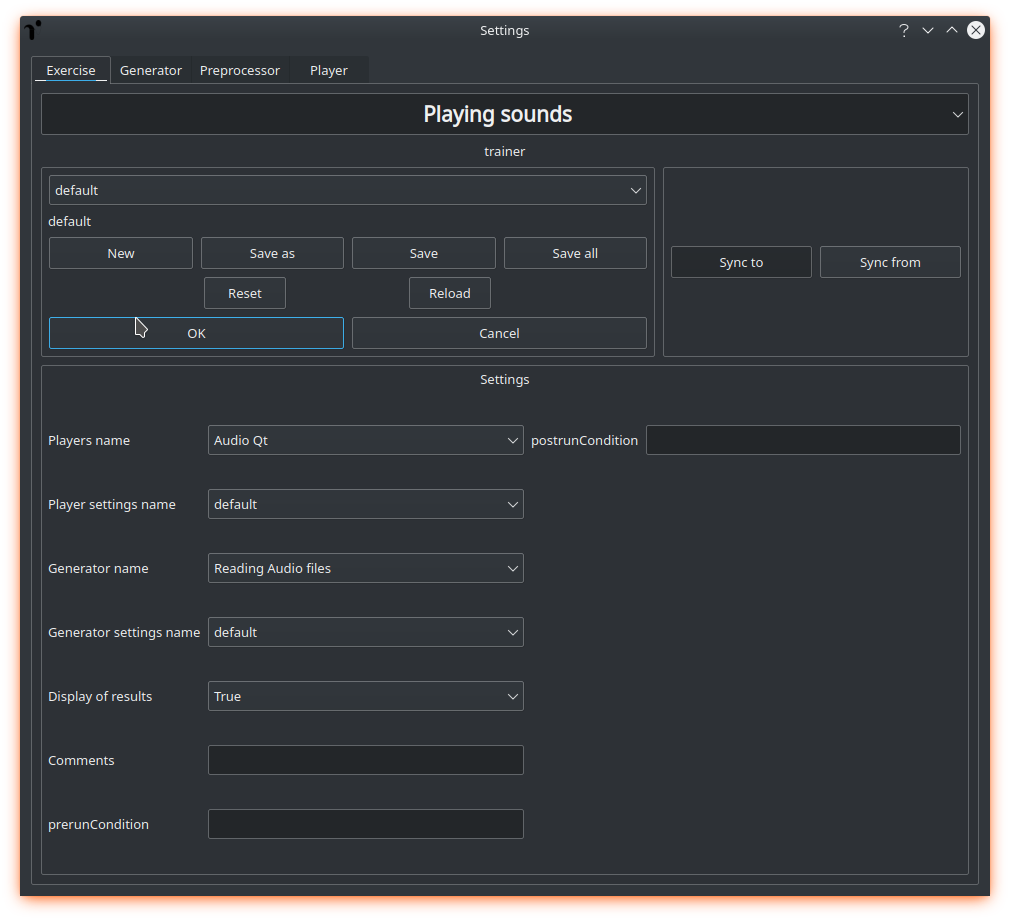 Settings
Exercise Generator Preprocessor Player
Playing sounds
trainer
default
default
New Save as Save Save all
Reset Reload
OK Cancel
Sync to Sync from
Settings
Players name Audio Qt postrunCondition
Player settings name default
Generator name Reading Audio files
Generator settings name default
Display of results True
Comments
prerunCondition